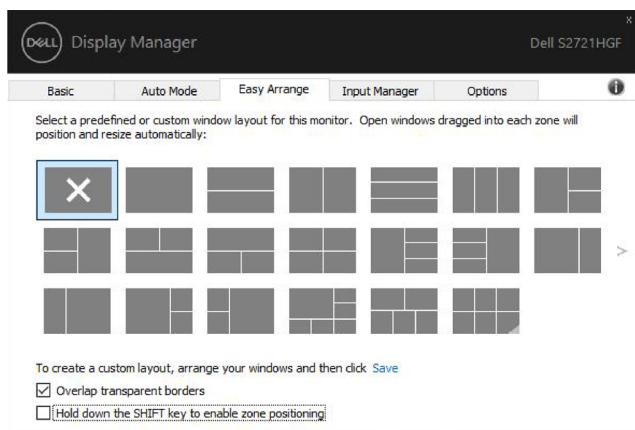 x
DELL Display Manager Dell S2721HGF
Basic Auto Mode Easy Arrange Input Manager Options i
Select a predefined or custom window layout for this monitor. Open windows dragged into each zone will
position and resize automatically:
>
To create a custom layout, arrange your windows and then click Save
Overlap transparent borders
Hold down the SHIFT key to enable zone positioning